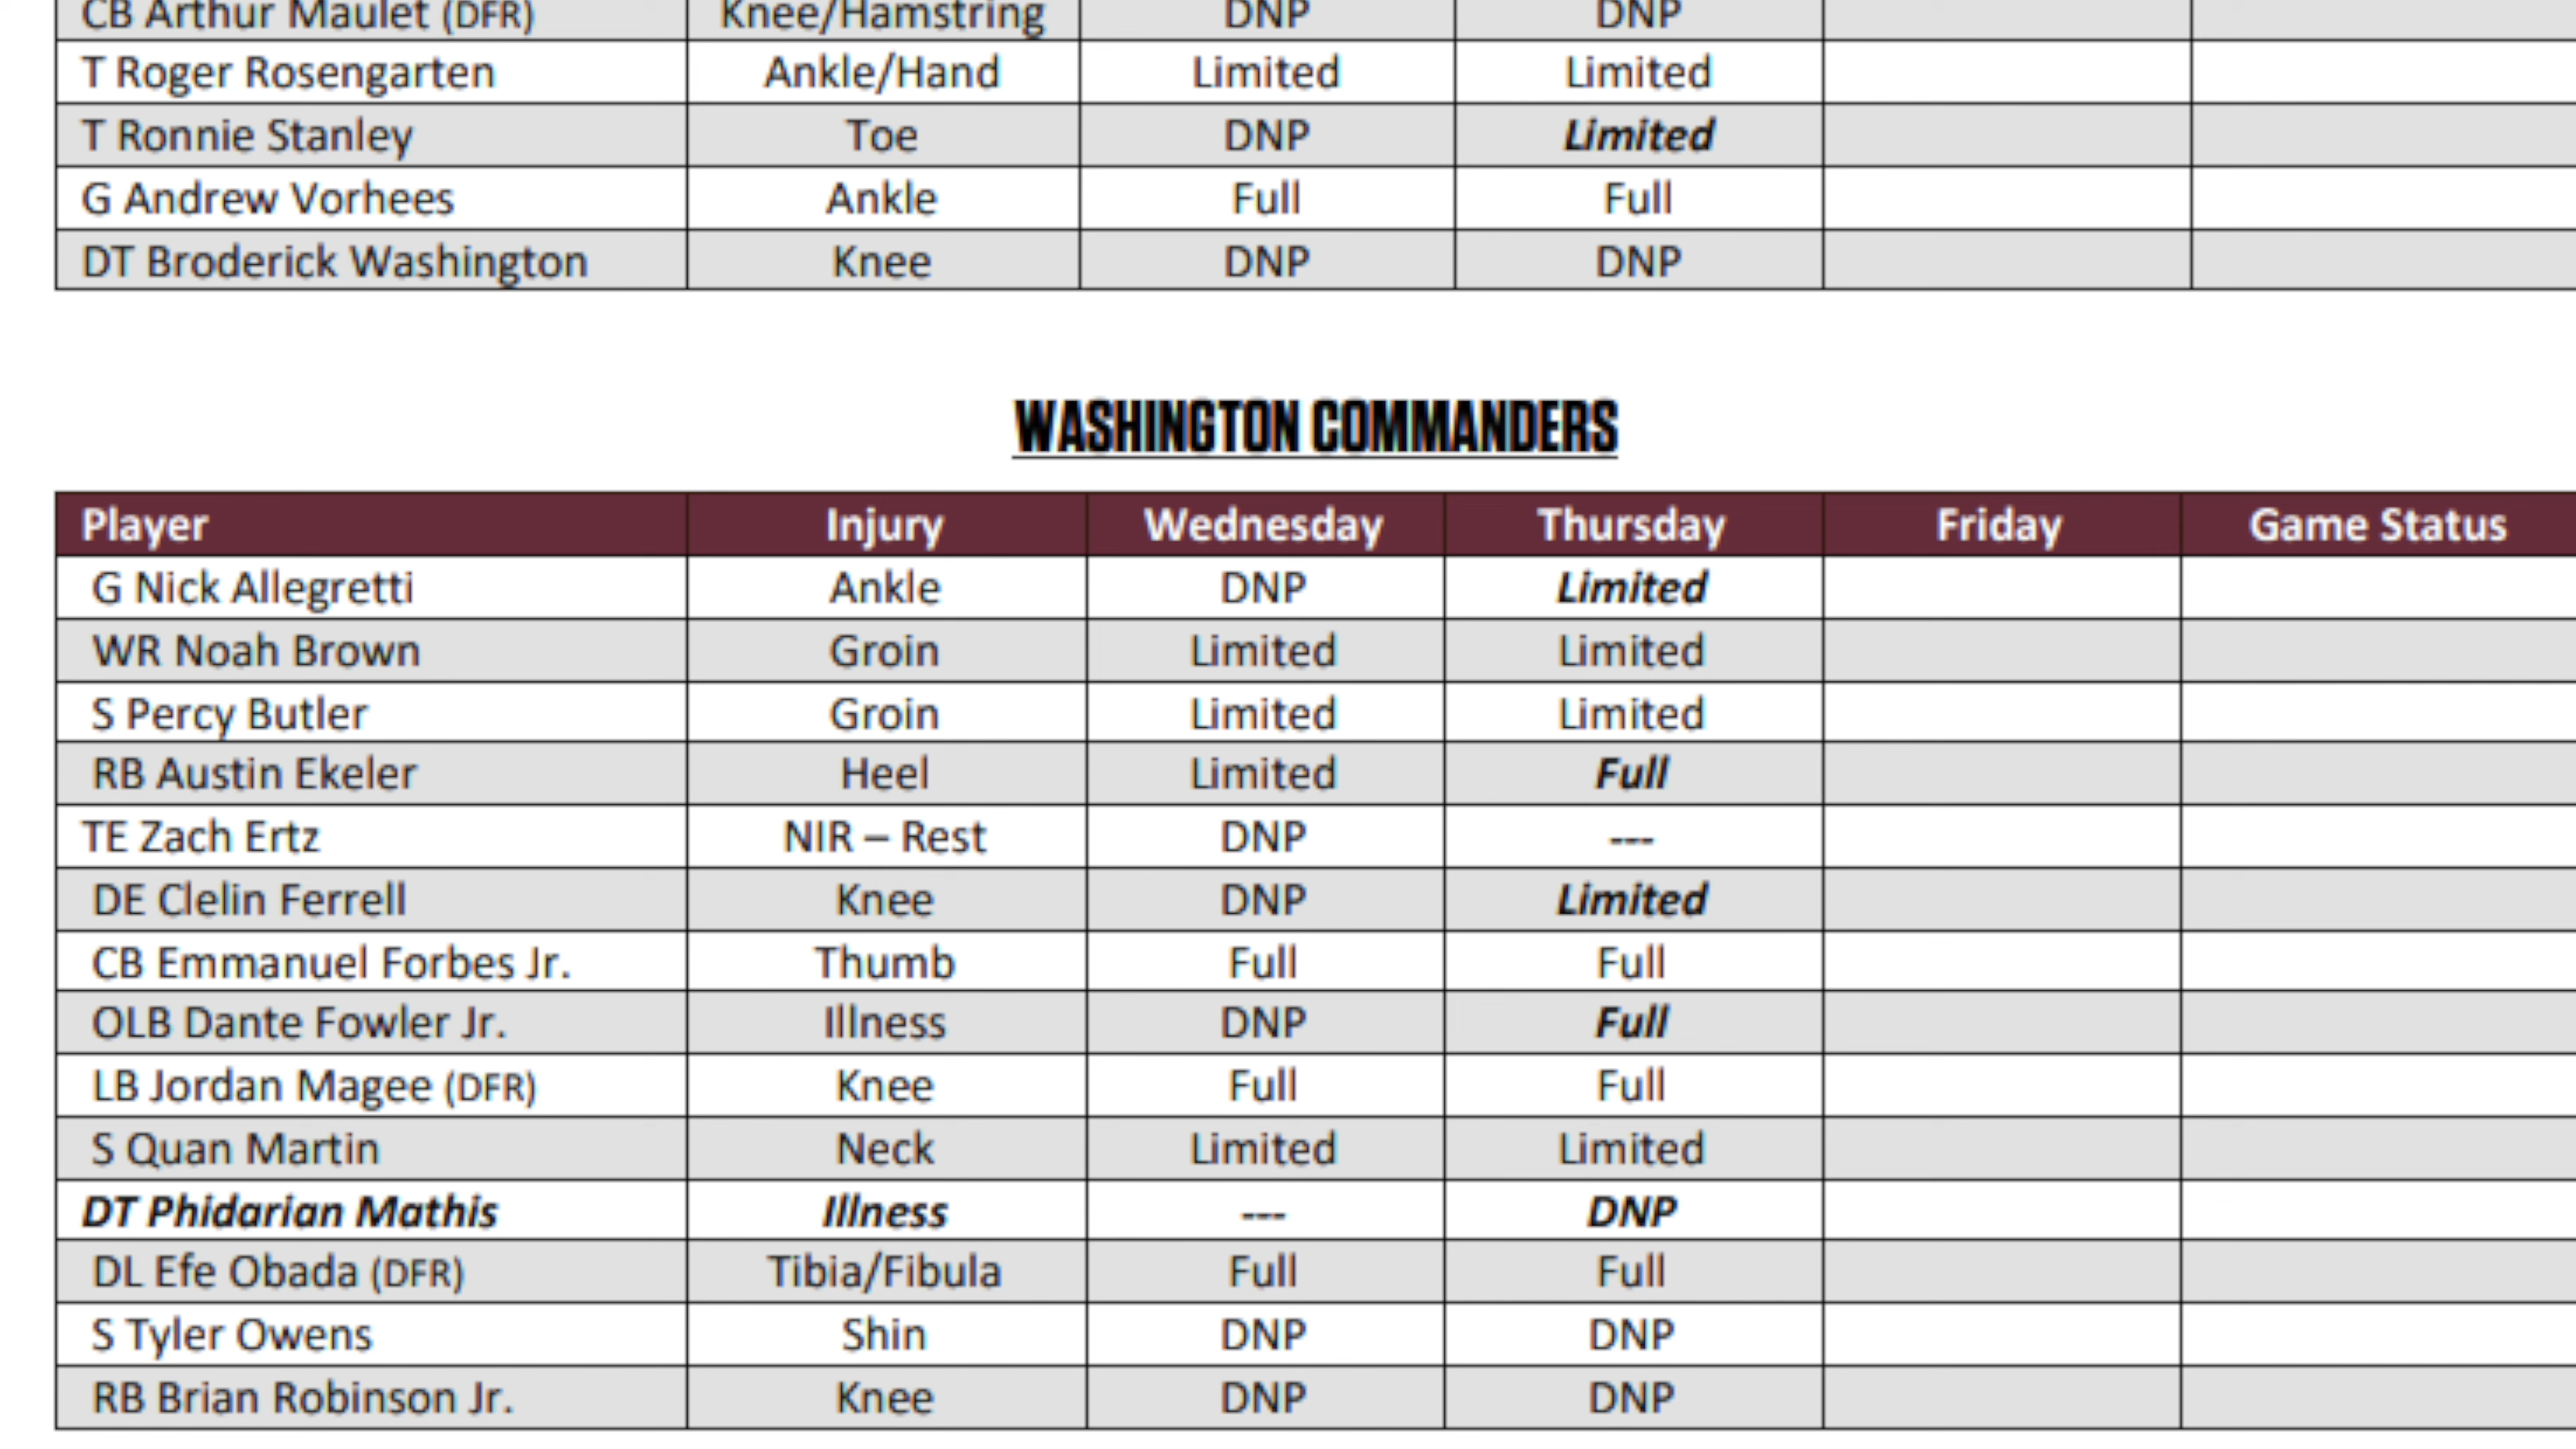 CB Arthur Maulet (DFR) Knee/Hamstring DNP DNP
T Roger Rosengarten Ankle/Hand Limited Limited
T Ronnie Stanley Toe DNP Limited
G Andrew Vorhees Ankle Full Full
DT Broderick Washington Knee DNP DNP
WASHINGTON COMMANDERS
Player Injury Wednesday Thursday Friday Game Status
G Nick Allegretti Ankle DNP Limited
WR Noah Brown Groin Limited Limited
S Percy Butler Groin Limited Limited
RB Austin Ekeler Heel Limited Full
TE Zach Ertz NIR – Rest DNP ---
DE Clelin Ferrell Knee DNP Limited
CB Emmanuel Forbes Jr. Thumb Full Full
OLB Dante Fowler Jr. Illness DNP Full
LB Jordan Magee (DFR) Knee Full Full
S Quan Martin Neck Limited Limited
DT Phidarian Mathis Illness --- DNP
DL Efe Obada (DFR) Tibia/Fibula Full Full
S Tyler Owens Shin DNP DNP
RB Brian Robinson Jr. Knee DNP DNP